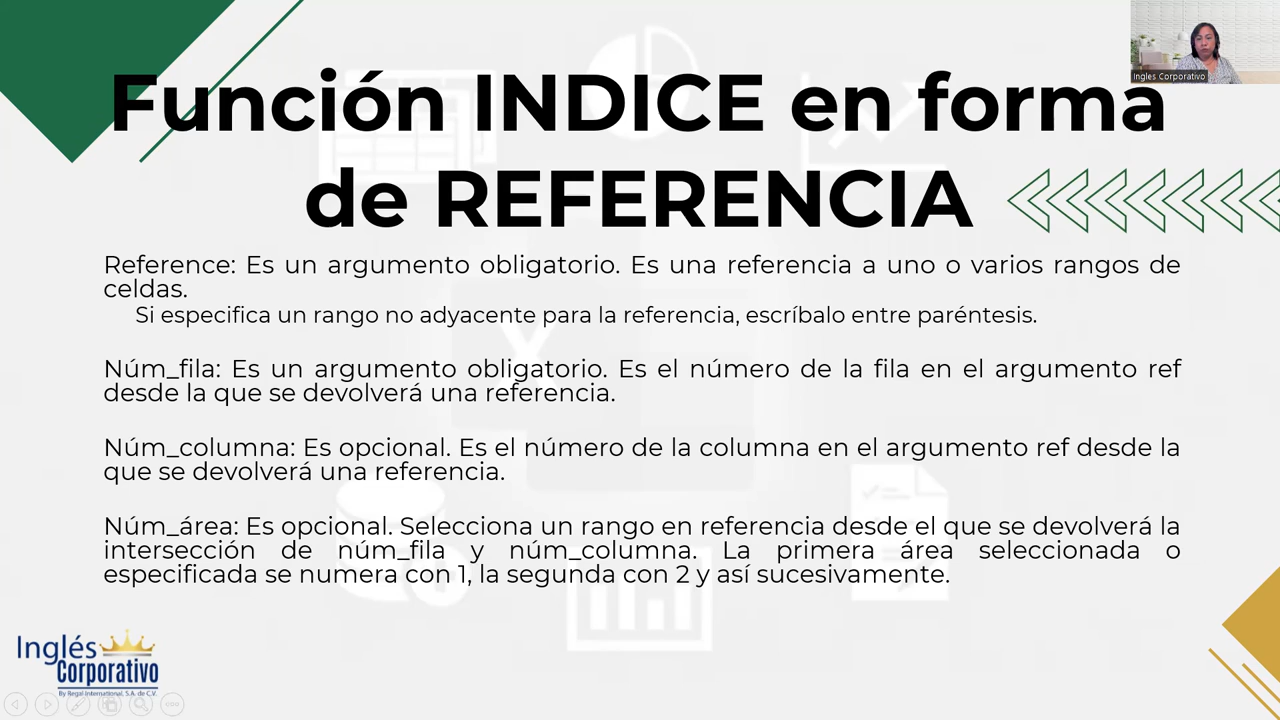 Ingles Corporativo
Función INDICE en forma
de REFERENCIA
Reference: Es un argumento obligatorio. Es una referencia a uno o varios rangos de
celdas.
Si especifica un rango no adyacente para la referencia, escríbalo entre paréntesis.
Núm_fila: Es un argumento obligatorio. Es el número de la fila en el argumento ref
desde la que se devolverá una referencia.
Núm_columna: Es opcional. Es el número de la columna en el argumento ref desde la
que se devolverá una referencia.
Núm_área: Es opcional. Selecciona un rango en referencia desde el que se devolverá la
intersección de núm_fila y núm_columna. La primera área seleccionada o
especificada se numera con 1, la segunda con 2 y así sucesivamente.
Inglés
Corporativo
By Regal International, S.A. de C.V.